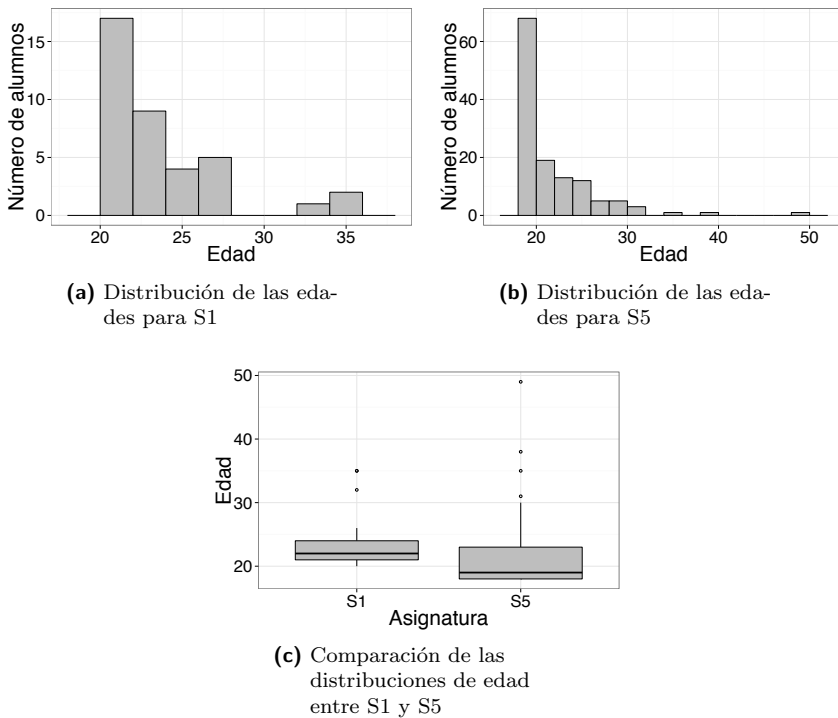 15
10
5
0
Número de alumnos
20 25 30 35
Edad
(a) Distribución de las eda-
des para S1
60
40
20
0
Número de alumnos
20 30 40 50
Edad
(b) Distribución de las eda-
des para S5
50
40
30
20
Edad
S1 S5
Asignatura
(c) Comparación de las
distribuciones de edad
entre S1 y S5